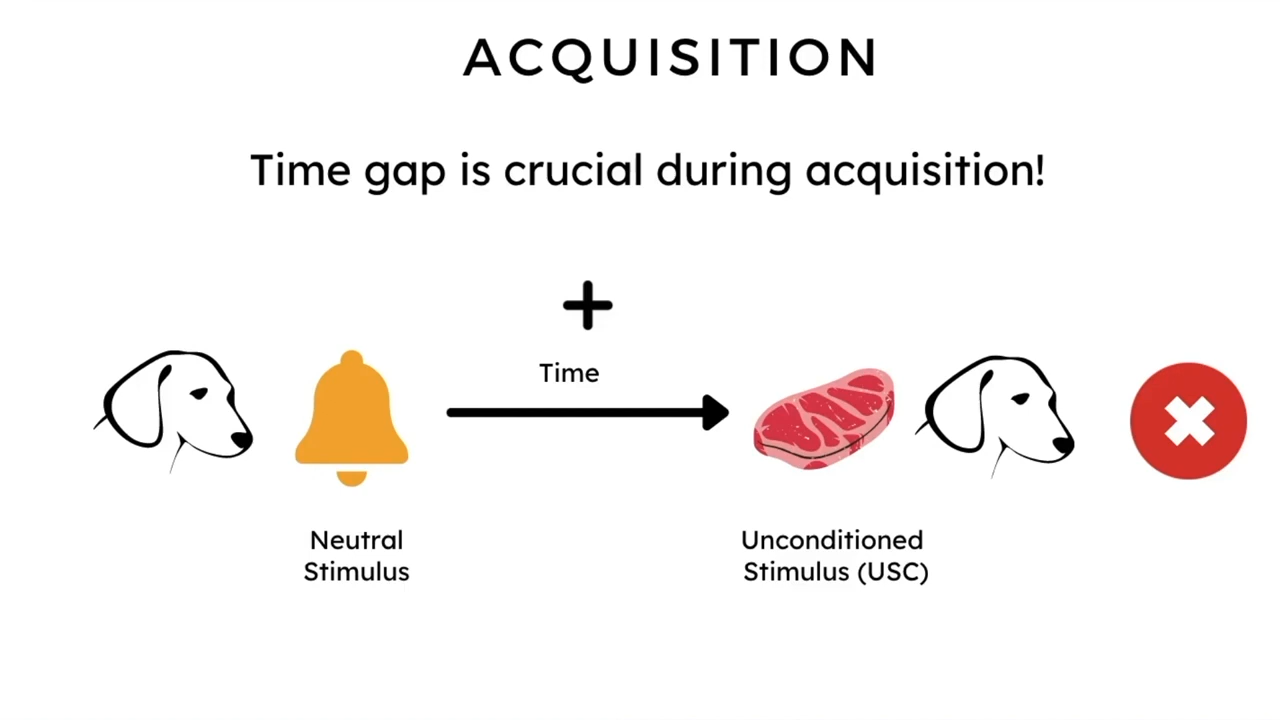 ACQUISITION
Time gap is crucial during acquisition!
Time
Neutral
Stimulus
Unconditioned
Stimulus (USC)